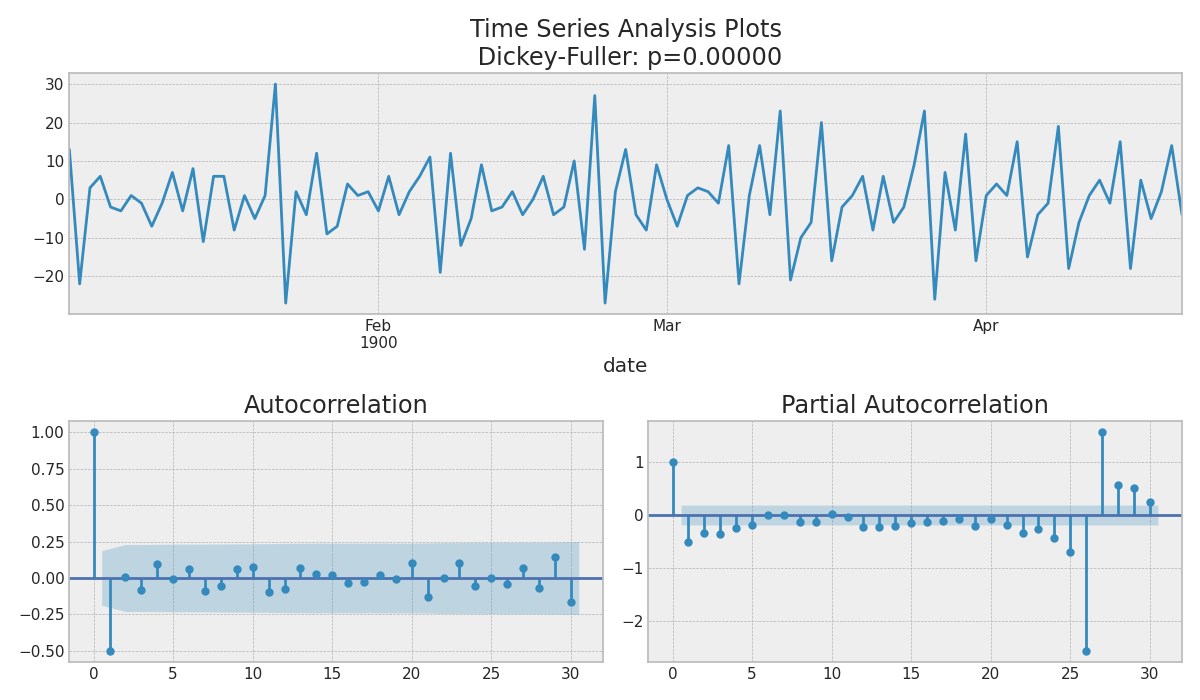 Time Series Analysis Plots
Dickey-Fuller: p=0.00000
30
20
10
0
−10
−20
Feb
1900
Mar
Apr
date
Autocorrelation
1.00
0.75
0.50
0.25
0.00
−0.25
−0.50
0 5 10 15 20 25 30
Partial Autocorrelation
1
0
−1
−2
0 5 10 15 20 25 30